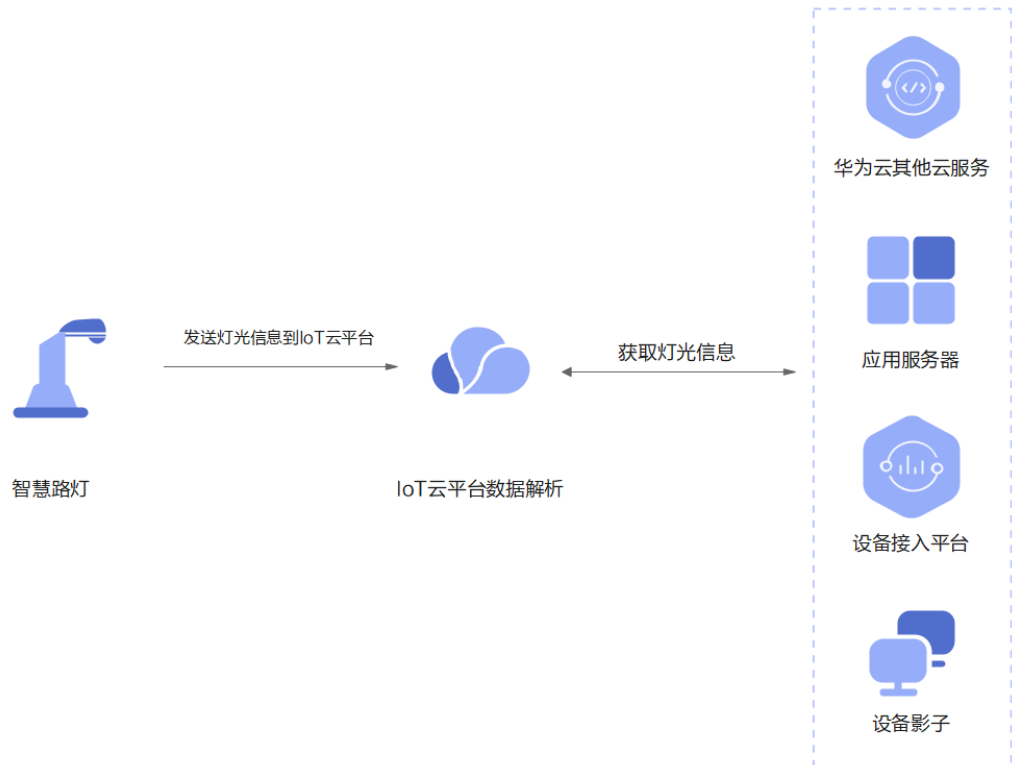 </>
华为云其他云服务
应用服务器
发送灯光信息到IoT云平台
获取灯光信息
智慧路灯
IoT云平台数据解析
设备接入平台
设备影子